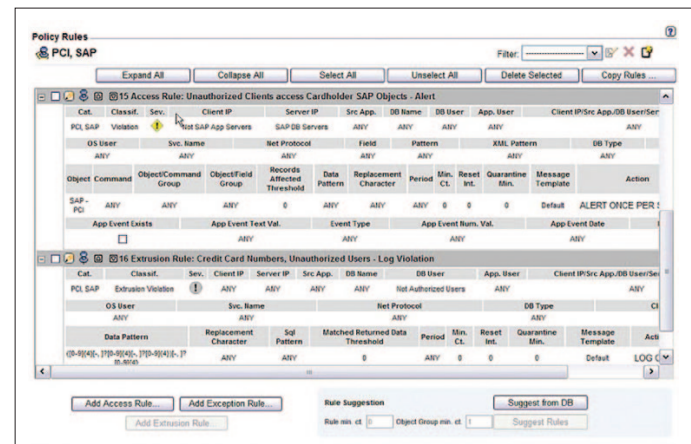 Policy Rules
PCI, SAP
Filter:
Expand All Collapse All Select All Unselect All Delete Selected Copy Rules ...
15 Access Rule: Unauthorized Clients access Cardholder SAP Objects - Alert
Cat. Classif. Sev. Client IP Server IP Src App. DB Name DB User App. User Client IP/Src App./DB User/Ser
PCI, SAP Violation Not SAP App Servers SAP DB Servers ANY ANY ANY ANY ANY
OS User Svc. Name Net Protocol Field Pattern XML Pattern DB Type
ANY ANY ANY ANY ANY ANY ANY
Object Command Object/Command Group Object/Field Group Records Affected Threshold Data Pattern Replacement Character Period Min. Ct. Reset Int. Quarantine Min. Message Template Action
SAP - PCI ANY ANY ANY 0 ANY ANY ANY 0 0 Default ALERT ONCE PER
App Event Exists App Event Text Val. Event Type App Event Num. Val. App Event Date
ANY ANY ANY ANY
16 Extrusion Rule: Credit Card Numbers, Unauthorized Users - Log Violation
Cat. Classif. Sev. Client IP Server IP Src App. DB Name DB User App. User Client IP/Src App./DB User/Ser
PCI, SAP Extrusion Violation ANY ANY ANY ANY Not Authorized Users ANY ANY
OS User Svc. Name Net Protocol DB Type
ANY ANY ANY ANY
Data Pattern Replacement Character Sql Pattern Matched Returned Data Threshold Period Min. Ct. Reset Int. Quarantine Min. Message Template
ANY ANY 0 ANY 0 0 Default LOG
Add Access Rule... Add Exception Rule...
Add Extrusion Rule
Rule Suggestion Suggest from DB
Rule min. ct. 0 Object Group min. ct. 1 Suggest Rules